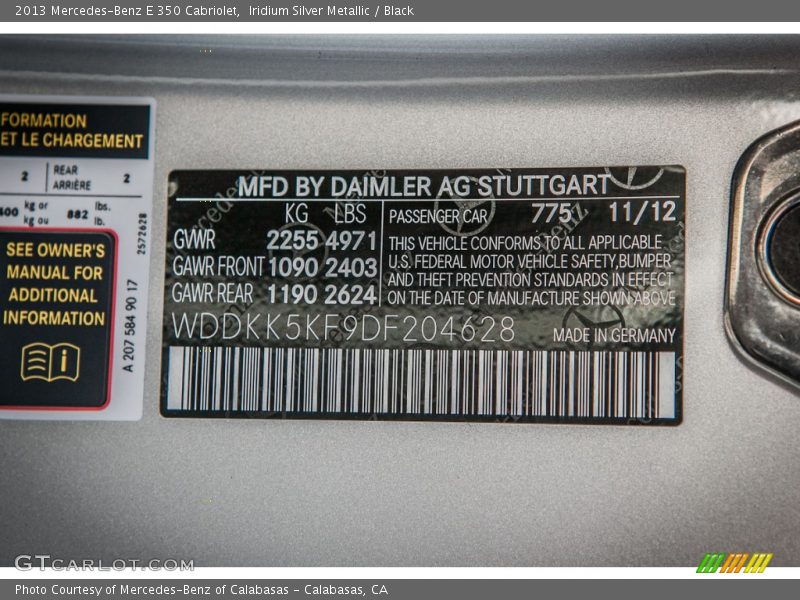 2013 Mercedes-Benz E 350 Cabriolet,  Iridium Silver Metallic / Black
FORMATION
ET LE CHARGEMENT
2 REAR ARRIÈRE 2
400 kg or kg ou 882 lbs. lb.
2572628
SEE OWNER'S
MANUAL FOR
ADDITIONAL
INFORMATION
i
A 207 584 90 17
MFD BY DAIMLER AG STUTTGART
KG LBS PASSENGER CAR 775 11/12
GWR 2255 4971
GAWR FRONT 1090 2403
GAWR REAR 1190 2624
THIS VEHICLE CONFORMS TO ALL APPLICABLE
U.S. FEDERAL MOTOR VEHICLE SAFETY, BUMPER
AND THEFT PREVENTION STANDARDS IN EFFECT
ON THE DATE OF MANUFACTURE SHOWN ABOVE
WDDKK5KF9DF204628
MADE IN GERMANY
GTCARLOT.COM
Photo Courtesy of Mercedes-Benz of Calabasas - Calabasas, CA